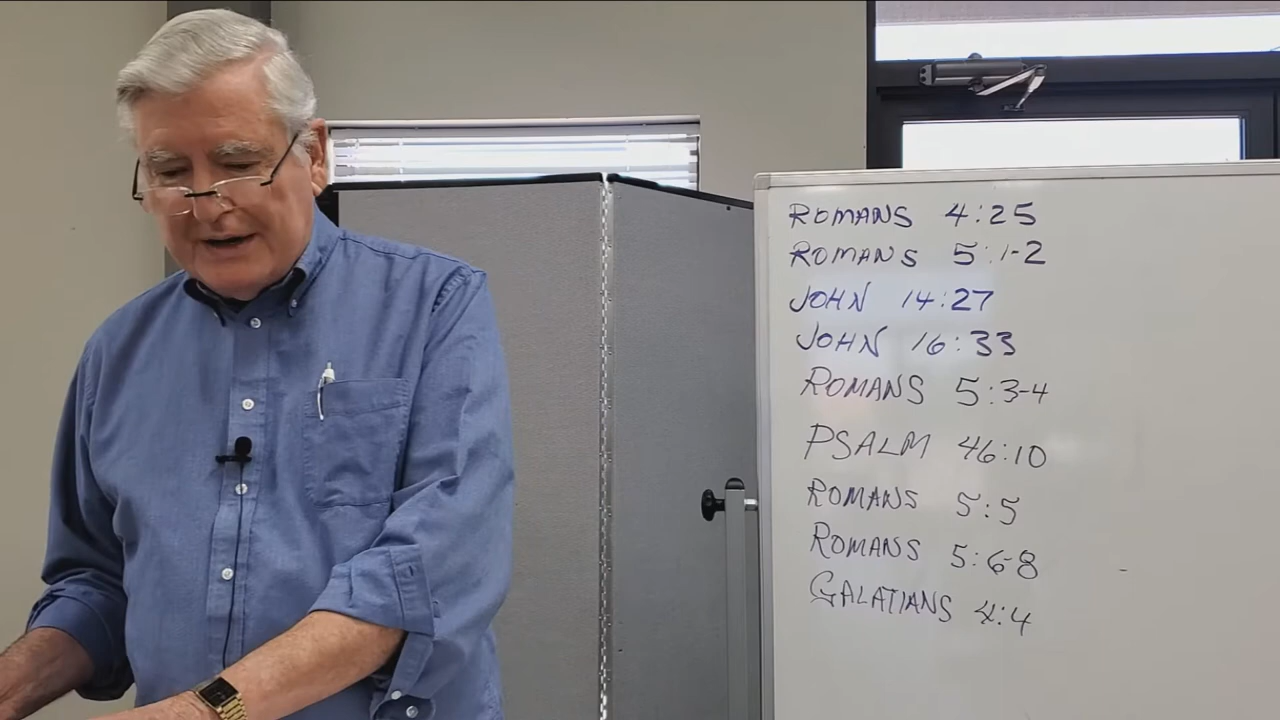 ROMANS 4:25
ROMANS 5:1-2
JOHN 14:27
JOHN 16:33
ROMANS 5:3-4
PSALM 46:10
ROMANS 5:5
ROMANS 5:6-8
GALATIANS 4:4